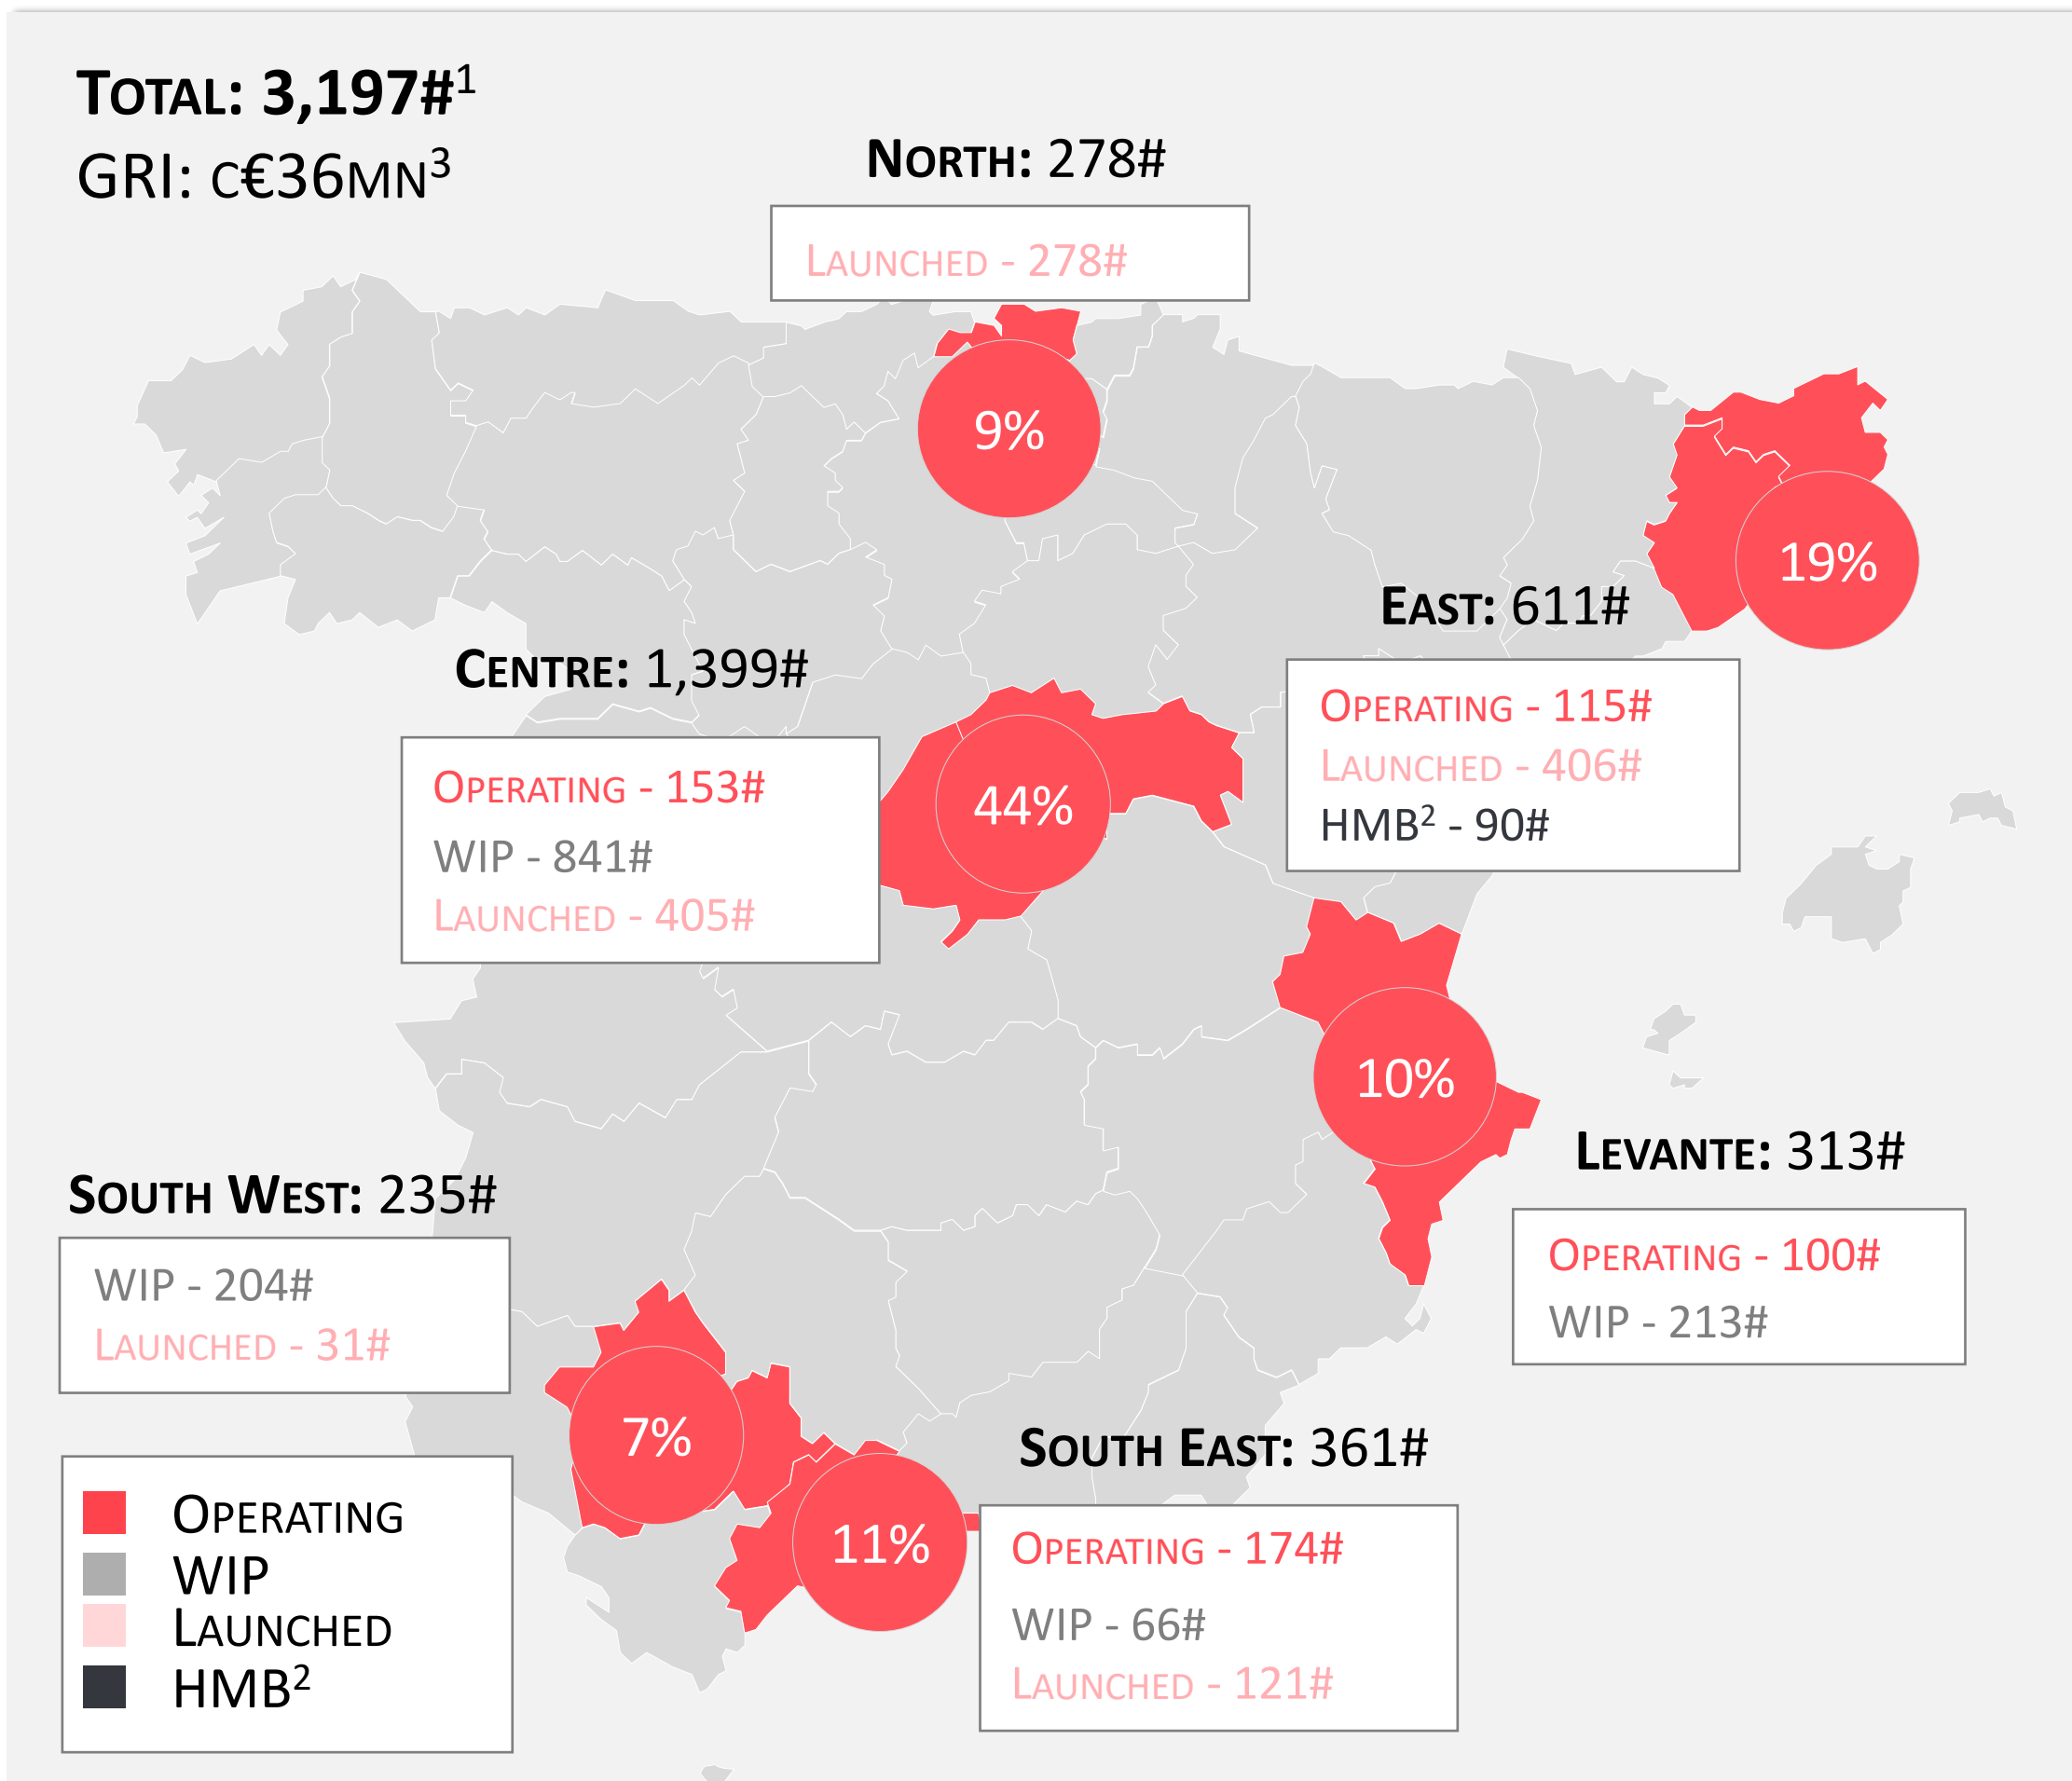 TOTAL: 3,197#1
GRI: C€36MN3
NORTH: 278#
LAUNCHED - 278#
9%
19%
EAST: 611#
OPERATING - 115#
LAUNCHED - 406#
HMB2 - 90#
CENTRE: 1,399#
OPERATING - 153#
WIP - 841#
LAUNCHED - 405#
44%
10%
LEVANTE: 313#
OPERATING - 100#
WIP - 213#
SOUTH WEST: 235#
WIP - 204#
LAUNCHED - 31#
7%
SOUTH EAST: 361#
OPERATING - 174#
WIP - 66#
LAUNCHED - 121#
11%
OPERATING
WIP
LAUNCHED
HMB2